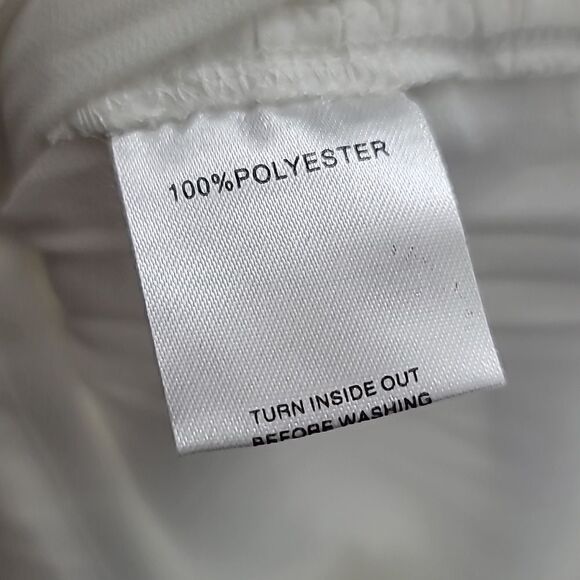 100%POLYESTER
TURN INSIDE OUT
BEFORE WASHING